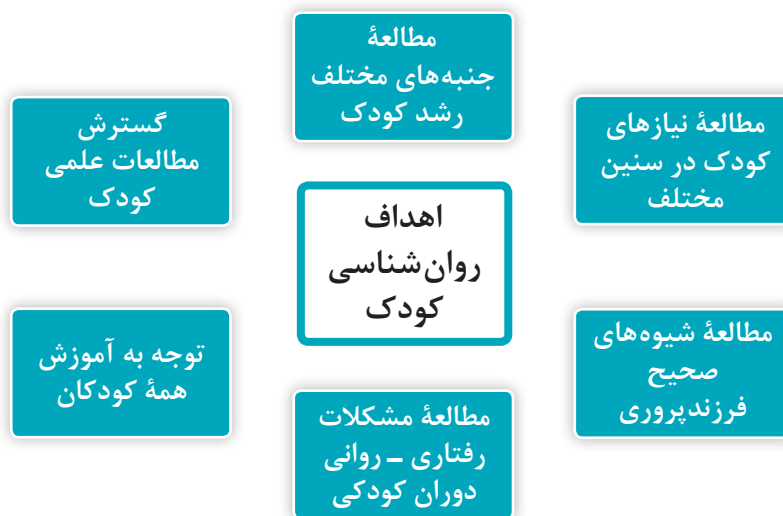 مطالعهٔ
جنبه‌های مختلف
رشد کودک
مطالعهٔ نیازهای
کودک در سنین
مختلف
گسترش
مطالعات علمی
کودک
اهداف
روان‌شناسی
کودک
مطالعهٔ شیوه‌های
صحیح
فرزندپروری
توجه به آموزش
همهٔ کودکان
مطالعهٔ مشکلات
رفتاری ـ روانی
دوران کودکی